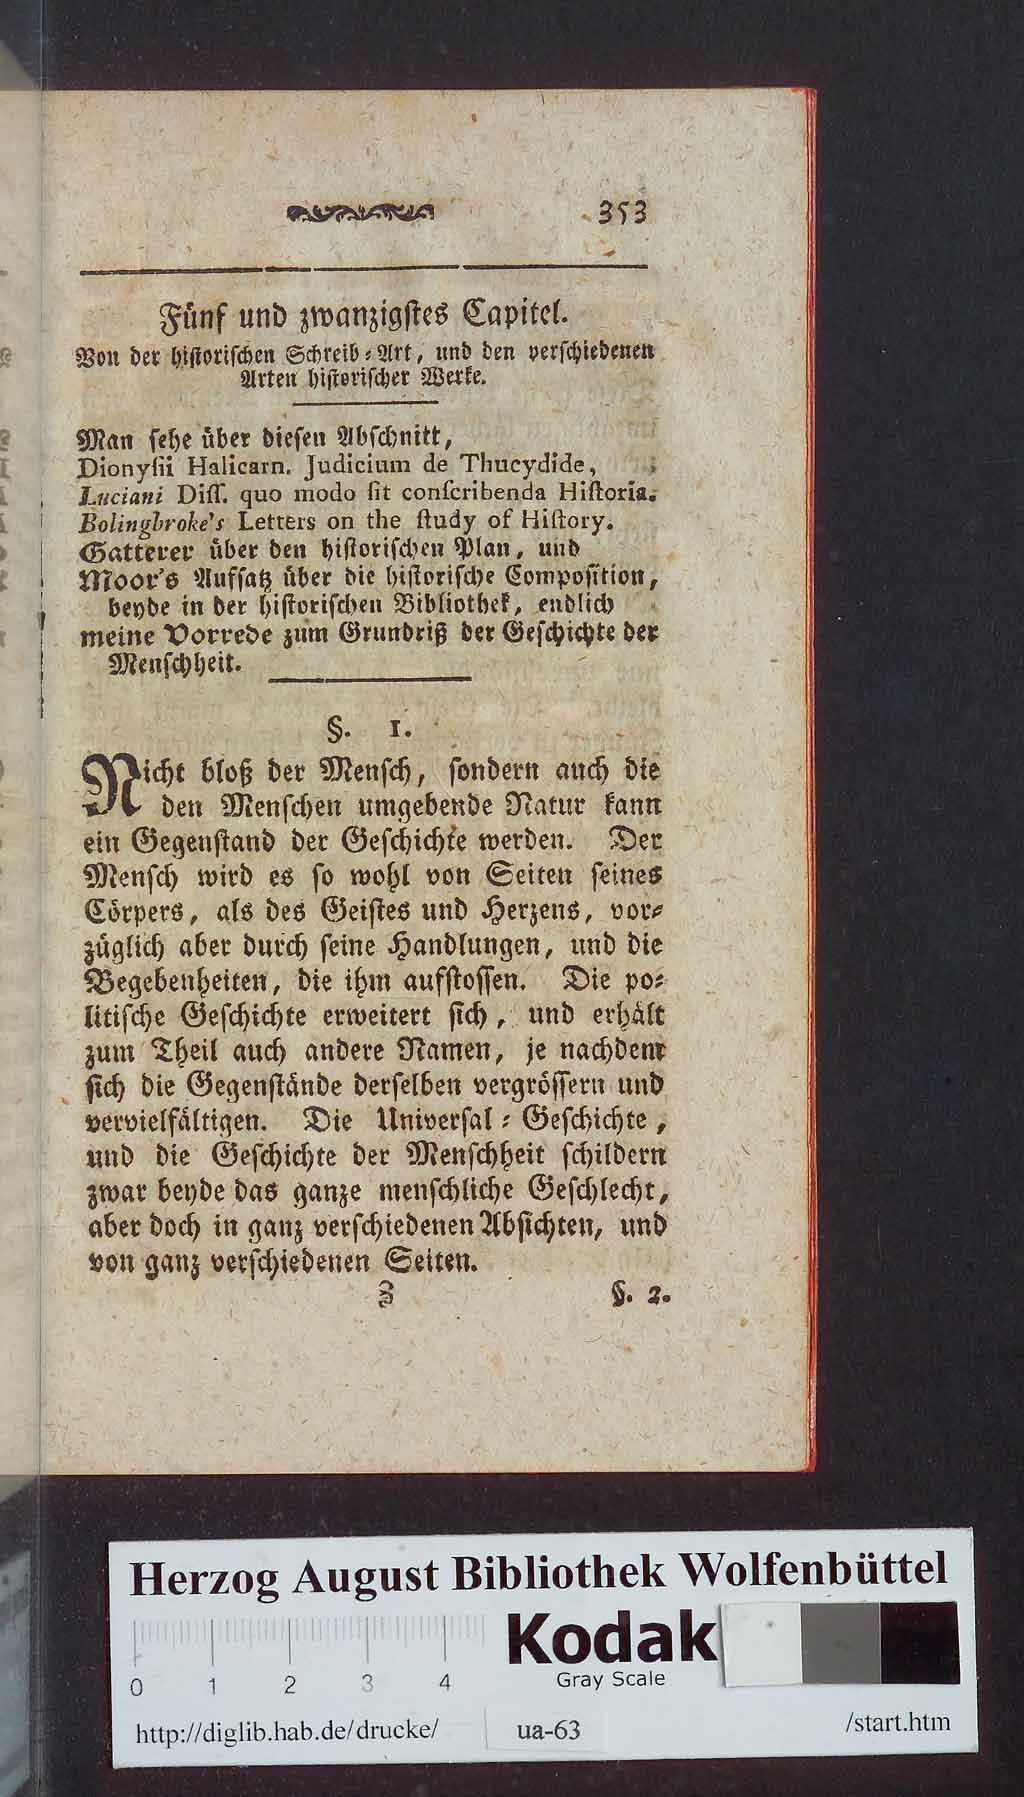 353
Fünf und zwanzigstes Capitel.
Von der historischen Schreib-Art, und den verschiedenen
Arten historischer Werke.
Man sehe über diesen Abschnitt,
Dionysii Halicarn. Judicium de Thucydide,
Luciani Diss. quo modo sit conscribenda Historia.
Bolingbroke's Letters on the study of History.
Gatterer über den historischen Plan, und
Moor's Aufsatz über die historische Composition,
beyde in der historischen Bibliothek, endlich
meine Vorrede zum Grundriß der Geschichte der
Menschheit.
§. 1.
Nicht bloß der Mensch, sondern auch die
den Menschen umgebende Natur kann
ein Gegenstand der Geschichte werden. Der
Mensch wird es so wohl von Seiten seines
Cörpers, als des Geistes und Herzens, vor-
züglich aber durch seine Handlungen, und die
Begebenheiten, die ihm aufstossen. Die po-
litische Geschichte erweitert sich, und erhält
zum Theil auch andere Namen, je nachdem
sich die Gegenstände derselben vergrössern und
vervielfältigen. Die Universal-Geschichte,
und die Geschichte der Menschheit schildern
zwar beyde das ganze menschliche Geschlecht,
aber doch in ganz verschiedenen Absichten, und
von ganz verschiedenen Seiten.
Z §. 2.
Herzog August Bibliothek Wolfenbüttel
Kodak
Gray Scale
0 1 2 3 4
http://diglib.hab.de/drucke/ ua-63 /start.htm